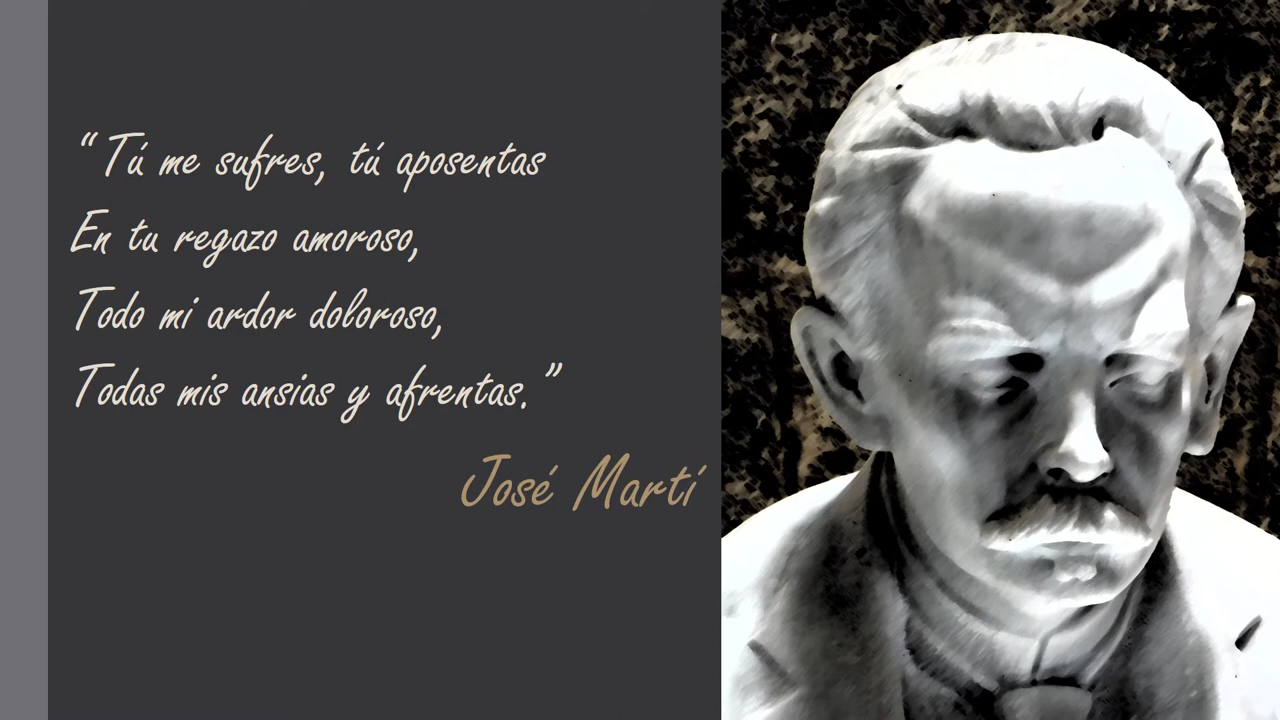 “Tú me sufres, tú aposentas
En tu regazo amoroso,
Todo mi ardor doloroso,
Todas mis ansias y afrentas.”
José Martí